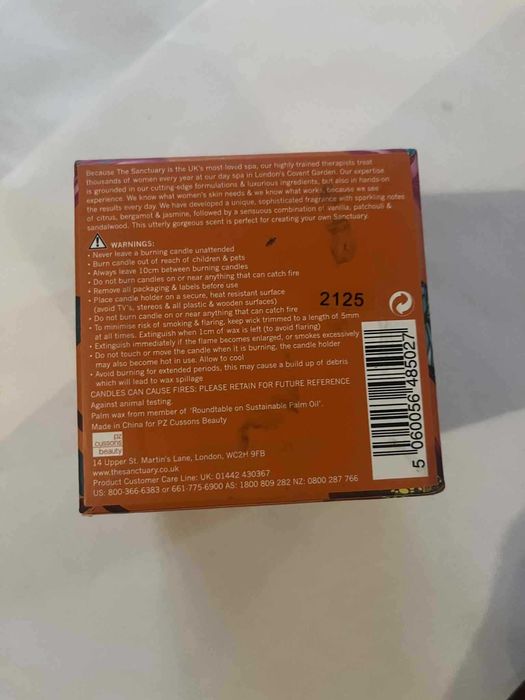 Because The Sanctuary is the UK's most-loved spa, our highly trained therapists treat
thousands of women every year at our day spa in London's Covent Garden. Our expertise
is grounded in our cutting-edge formulations & luxurious ingredients, but also in hands-on
experience. We know what women's skin needs & we know what works, because we see
the results every day. We have developed a unique, sophisticated fragrance with sparkling notes
of citrus, bergamot & jasmine, followed by a sensuous combination of vanilla, patchouli &
sandalwood. This utterly gorgeous scent is perfect for creating your own Sanctuary.
WARNINGS:
• Never leave a burning candle unattended
• Burn candle out of reach of children & pets
• Always leave 10cm between burning candles
• Do not burn candles on or near anything that can catch fire
• Remove all packaging & labels before use
• Place candle holder on a secure, heat resistant surface
(avoid TV's, stereos & all plastic & wooden surfaces)
• Do not burn candle on or near anything that can catch fire
• To minimise risk of smoking & flaring, keep wick trimmed to a length of 5mm
at all times. Extinguish when 1cm of wax is left (to avoid flaring)
• Extinguish immediately if the flame becomes enlarged, or smokes excessively
• Do not touch or move the candle when it is burning, the candle holder
may also become hot in use. Allow to cool
• Avoid burning for extended periods, this may cause a build up of debris
which will lead to wax spillage
CANDLES CAN CAUSE FIRES: PLEASE RETAIN FOR FUTURE REFERENCE
Against animal testing.
Palm wax from member of 'Roundtable on Sustainable Palm Oil'.
Made in China for PZ Cussons Beauty
pz
cussons
beauty
14 Upper St. Martin's Lane, London, WC2H 9FB
www.thesanctuary.co.uk
Product Customer Care Line: UK: 01442 430367
US: 800-366-6383 or 661-775-6900 AS: 1800 809 282 NZ: 0800 287 766
2125
5 060056 485027